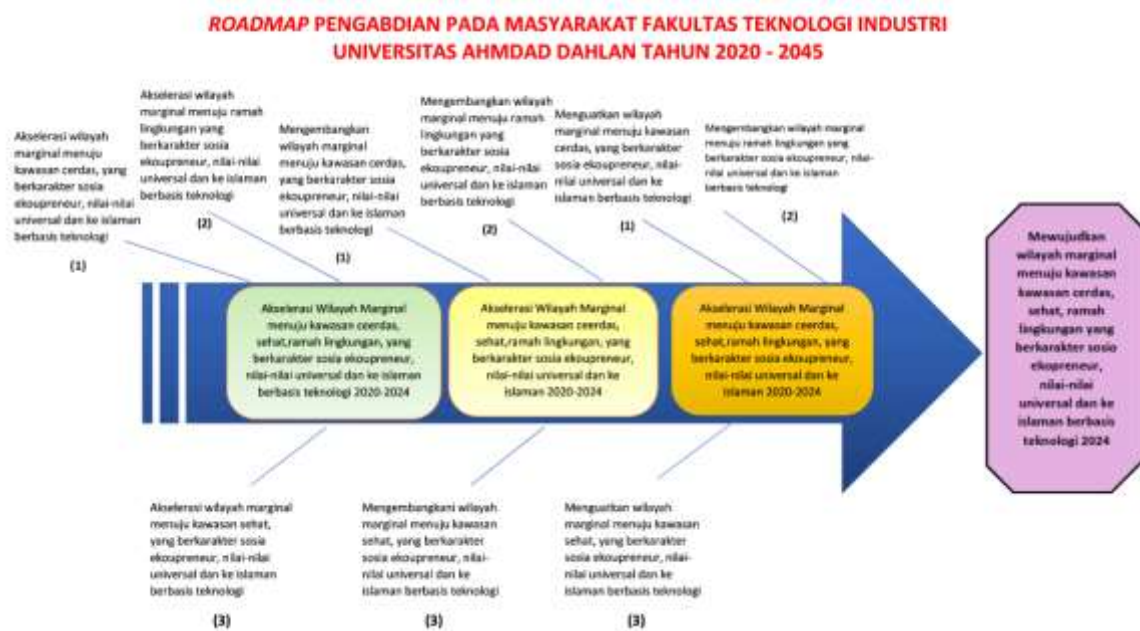 ROADMAP PENGABDIAN PADA MASYARAKAT FAKULTAS TEKNOLOGI INDUSTRI
UNIVERSITAS AHMDAD DAHLAN TAHUN 2020 - 2045
Akselerasi wilayah
marginal menuju
kawasan cerdas, yang
berkarakter sosia
ekoupreneur, nilai-nilai
universal dan ke islaman
berbasis teknologi
(1)
Akselerasi wilayah
marginal menuju ramah
lingkungan yang
berkarakter sosia
ekoupreneur, nilai-nilai
universal dan ke islaman
berbasis teknologi
(2)
Mengembangkan
wilayah marginal
menuju kawasan cerdas,
yang berkarakter sosia
ekoupreneur, nilai-nilai
universal dan ke islaman
berbasis teknologi
(1)
Mengembangkan wilayah
marginal menuju ramah
lingkungan yang
berkarakter sosia
ekoupreneur, nilai-nilai
universal dan ke islaman
berbasis teknologi
(2)
Menguatkan wilayah
marginal menuju kawasan
cerdas, yang berkarakter
sosia ekoupreneur, nilai-
nilai universal dan ke
islaman berbasis teknologi
(1)
Mengembangkan wilayah marginal
menuju ramah lingkungan yang
berkarakter sosia ekoupreneur, nilai-
nilai universal dan ke islaman
berbasis teknologi
(2)
Akselerasi Wilayah Marginal
menuju kawasan ceerdas,
sehat,ramah lingkungan, yang
berkarakter sosia ekoupreneur,
nilai-nilai universal dan ke islaman
berbasis teknologi 2020-2024
Akselerasi Wilayah Marginal
menuju kawasan ceerdas,
sehat,ramah lingkungan, yang
berkarakter sosia ekoupreneur,
nilai-nilai universal dan ke
islaman 2020-2024
Akselerasi Wilayah Marginal
menuju kawasan ceerdas,
sehat,ramah lingkungan, yang
berkarakter sosia ekoupreneur,
nilai-nilai universal dan ke
islaman 2020-2024
Mewujudkan
wilayah marginal
menuju kawasan
kawasan cerdas,
sehat, ramah
lingkungan yang
berkarakter sosio
ekopreneur,
nilai-nilai
universal dan ke
islaman berbasis
teknologi 2024
Akselerasi wilayah marginal
menuju kawasan sehat,
yang berkarakter sosia
ekoupreneur, nilai-nilai
universal dan ke islaman
berbasis teknologi
(3)
Mengembangkani wilayah
marginal menuju kawasan
sehat, yang berkarakter
sosia ekoupreneur, nilai-
nilai universal dan ke
islaman berbasis teknologi
(3)
Menguatkan wilayah
marginal menuju kawasan
sehat, yang berkarakter
sosia ekoupreneur, nilai-
nilai universal dan ke
islaman berbasis teknologi
(3)